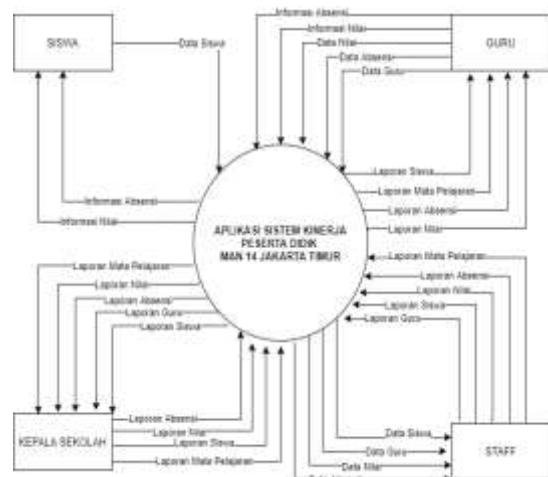 Informasi Absensi
Informasi Nilai
Data Nilai
Data Absensi
Data Guru
SISWA
Data Siswa
GURU
Laporan Siswa
Laporan Mata Pelajaran
Laporan Absensi
Laporan Nilai
Informasi Absensi
Informasi Nilai
APLIKASI SISTEM KINERJA
PESERTA DIDIK
MAN 14 JAKARTA TIMUR
Laporan Mata Pelajaran
Laporan Nilai
Laporan Absensi
Laporan Guru
Laporan Siswa
Laporan Mata Pelajaran
Laporan Absensi
Laporan Nilai
Laporan Siswa
Laporan Guru
KEPALA SEKOLAH
Laporan Absensi
Laporan Nilai
Laporan Siswa
Laporan Mata Pelajaran
Data Siswa
Data Guru
Data Nilai
STAFF